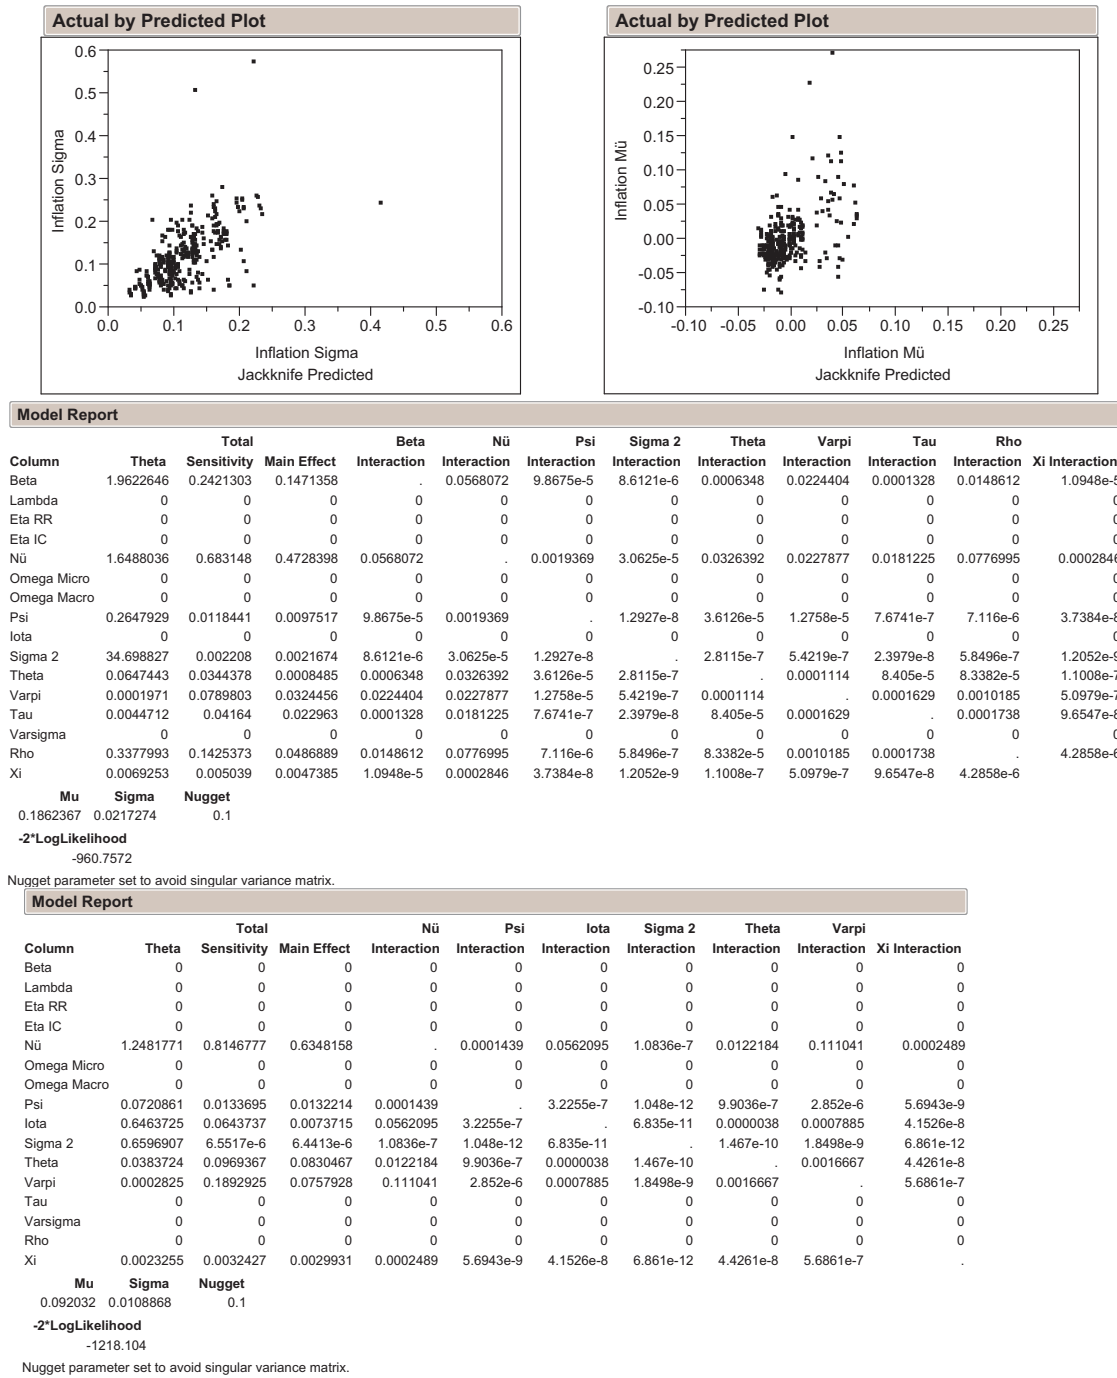 Actual by Predicted Plot
0.6
0.5
0.4
0.3
0.2
0.1
0.0
Inflation Sigma
0.0 0.1 0.2 0.3 0.4 0.5 0.6
Inflation Sigma
Jackknife Predicted
Actual by Predicted Plot
0.25
0.20
0.15
0.10
0.05
0.00
-0.05
-0.10
Inflation Mü
-0.10 -0.05 0.00 0.05 0.10 0.15 0.20 0.25
Inflation Mü
Jackknife Predicted
Model Report
Total Beta Nü Psi Sigma 2 Theta Varpi Tau Rho
Column Theta Sensitivity Main Effect Interaction Interaction Interaction Interaction Interaction Interaction Interaction Interaction Xi Interaction
Beta 1.9622646 0.2421303 0.1471358 . 0.0568072 9.8675e-5 8.6121e-6 0.0006348 0.0224404 0.0001328 0.0148612 1.0948e-5
Lambda 0 0 0 0 0 0 0 0 0 0 0 0
Eta RR 0 0 0 0 0 0 0 0 0 0 0 0
Eta IC 0 0 0 0 0 0 0 0 0 0 0 0
Nü 1.6488036 0.683148 0.4728398 0.0568072 . 0.0019369 3.0625e-5 0.0326392 0.0227877 0.0181225 0.0776995 0.0002846
Omega Micro 0 0 0 0 0 0 0 0 0 0 0 0
Omega Macro 0 0 0 0 0 0 0 0 0 0 0 0
Psi 0.2647929 0.0118441 0.0097517 9.8675e-5 0.0019369 . 1.2927e-8 3.6126e-5 1.2758e-5 7.6741e-7 7.116e-6 3.7384e-8
Iota 0 0 0 0 0 0 0 0 0 0 0 0
Sigma 2 34.698827 0.002208 0.0021674 8.6121e-6 3.0625e-5 1.2927e-8 . 2.8115e-7 5.4219e-7 2.3979e-8 5.8496e-7 1.2052e-9
Theta 0.0647443 0.0344378 0.0008485 0.0006348 0.0326392 3.6126e-5 2.8115e-7 . 0.0001114 8.405e-5 8.3382e-5 1.1008e-7
Varpi 0.0001971 0.0789803 0.0324456 0.0224404 0.0227877 1.2758e-5 5.4219e-7 0.0001114 . 0.0001629 0.0010185 5.0979e-7
Tau 0.0044712 0.04164 0.022963 0.0001328 0.0181225 7.6741e-7 2.3979e-8 8.405e-5 0.0001629 . 0.0001738 9.6547e-8
Varsigma 0 0 0 0 0 0 0 0 0 0 0 0
Rho 0.3377993 0.1425373 0.0486889 0.0148612 0.0776995 7.116e-6 5.8496e-7 8.3382e-5 0.0010185 0.0001738 . 4.2858e-6
Xi 0.0069253 0.005039 0.0047385 1.0948e-5 0.0002846 3.7384e-8 1.2052e-9 1.1008e-7 5.0979e-7 9.6547e-8 4.2858e-6
Mu Sigma Nugget
0.1862367 0.0217274 0.1
-2*LogLikelihood
-960.7572
Nugget parameter set to avoid singular variance matrix.
Model Report
Total Nü Psi Iota Sigma 2 Theta Varpi
Column Theta Sensitivity Main Effect Interaction Interaction Interaction Interaction Interaction Interaction Xi Interaction
Beta 0 0 0 0 0 0 0 0 0 0
Lambda 0 0 0 0 0 0 0 0 0 0
Eta RR 0 0 0 0 0 0 0 0 0 0
Eta IC 0 0 0 0 0 0 0 0 0 0
Nü 1.2481771 0.8146777 0.6348158 . 0.0001439 0.0562095 1.0836e-7 0.0122184 0.111041 0.0002489
Omega Micro 0 0 0 0 0 0 0 0 0 0
Omega Macro 0 0 0 0 0 0 0 0 0 0
Psi 0.0720861 0.0133695 0.0132214 0.0001439 . 3.2255e-7 1.048e-12 9.9036e-7 2.852e-6 5.6943e-9
Iota 0.6463725 0.0643737 0.0073715 0.0562095 3.2255e-7 . 6.835e-11 0.0000038 0.0007885 4.1526e-8
Sigma 2 0.6596907 6.5517e-6 6.4413e-6 1.0836e-7 1.048e-12 6.835e-11 . 1.467e-10 1.8498e-9 6.861e-12
Theta 0.0383724 0.0969367 0.0830467 0.0122184 9.9036e-7 0.0000038 1.467e-10 . 0.0016667 4.4261e-8
Varpi 0.0002825 0.1892925 0.0757928 0.111041 2.852e-6 0.0007885 1.8498e-9 0.0016667 . 5.6861e-7
Tau 0 0 0 0 0 0 0 0 0 0
Varsigma 0 0 0 0 0 0 0 0 0 0
Rho 0 0 0 0 0 0 0 0 0 0
Xi 0.0023255 0.0032427 0.0029931 0.0002489 5.6943e-9 4.1526e-8 6.861e-12 4.4261e-8 5.6861e-7 .
Mu Sigma Nugget
0.092032 0.0108868 0.1
-2*LogLikelihood
-1218.104
Nugget parameter set to avoid singular variance matrix.